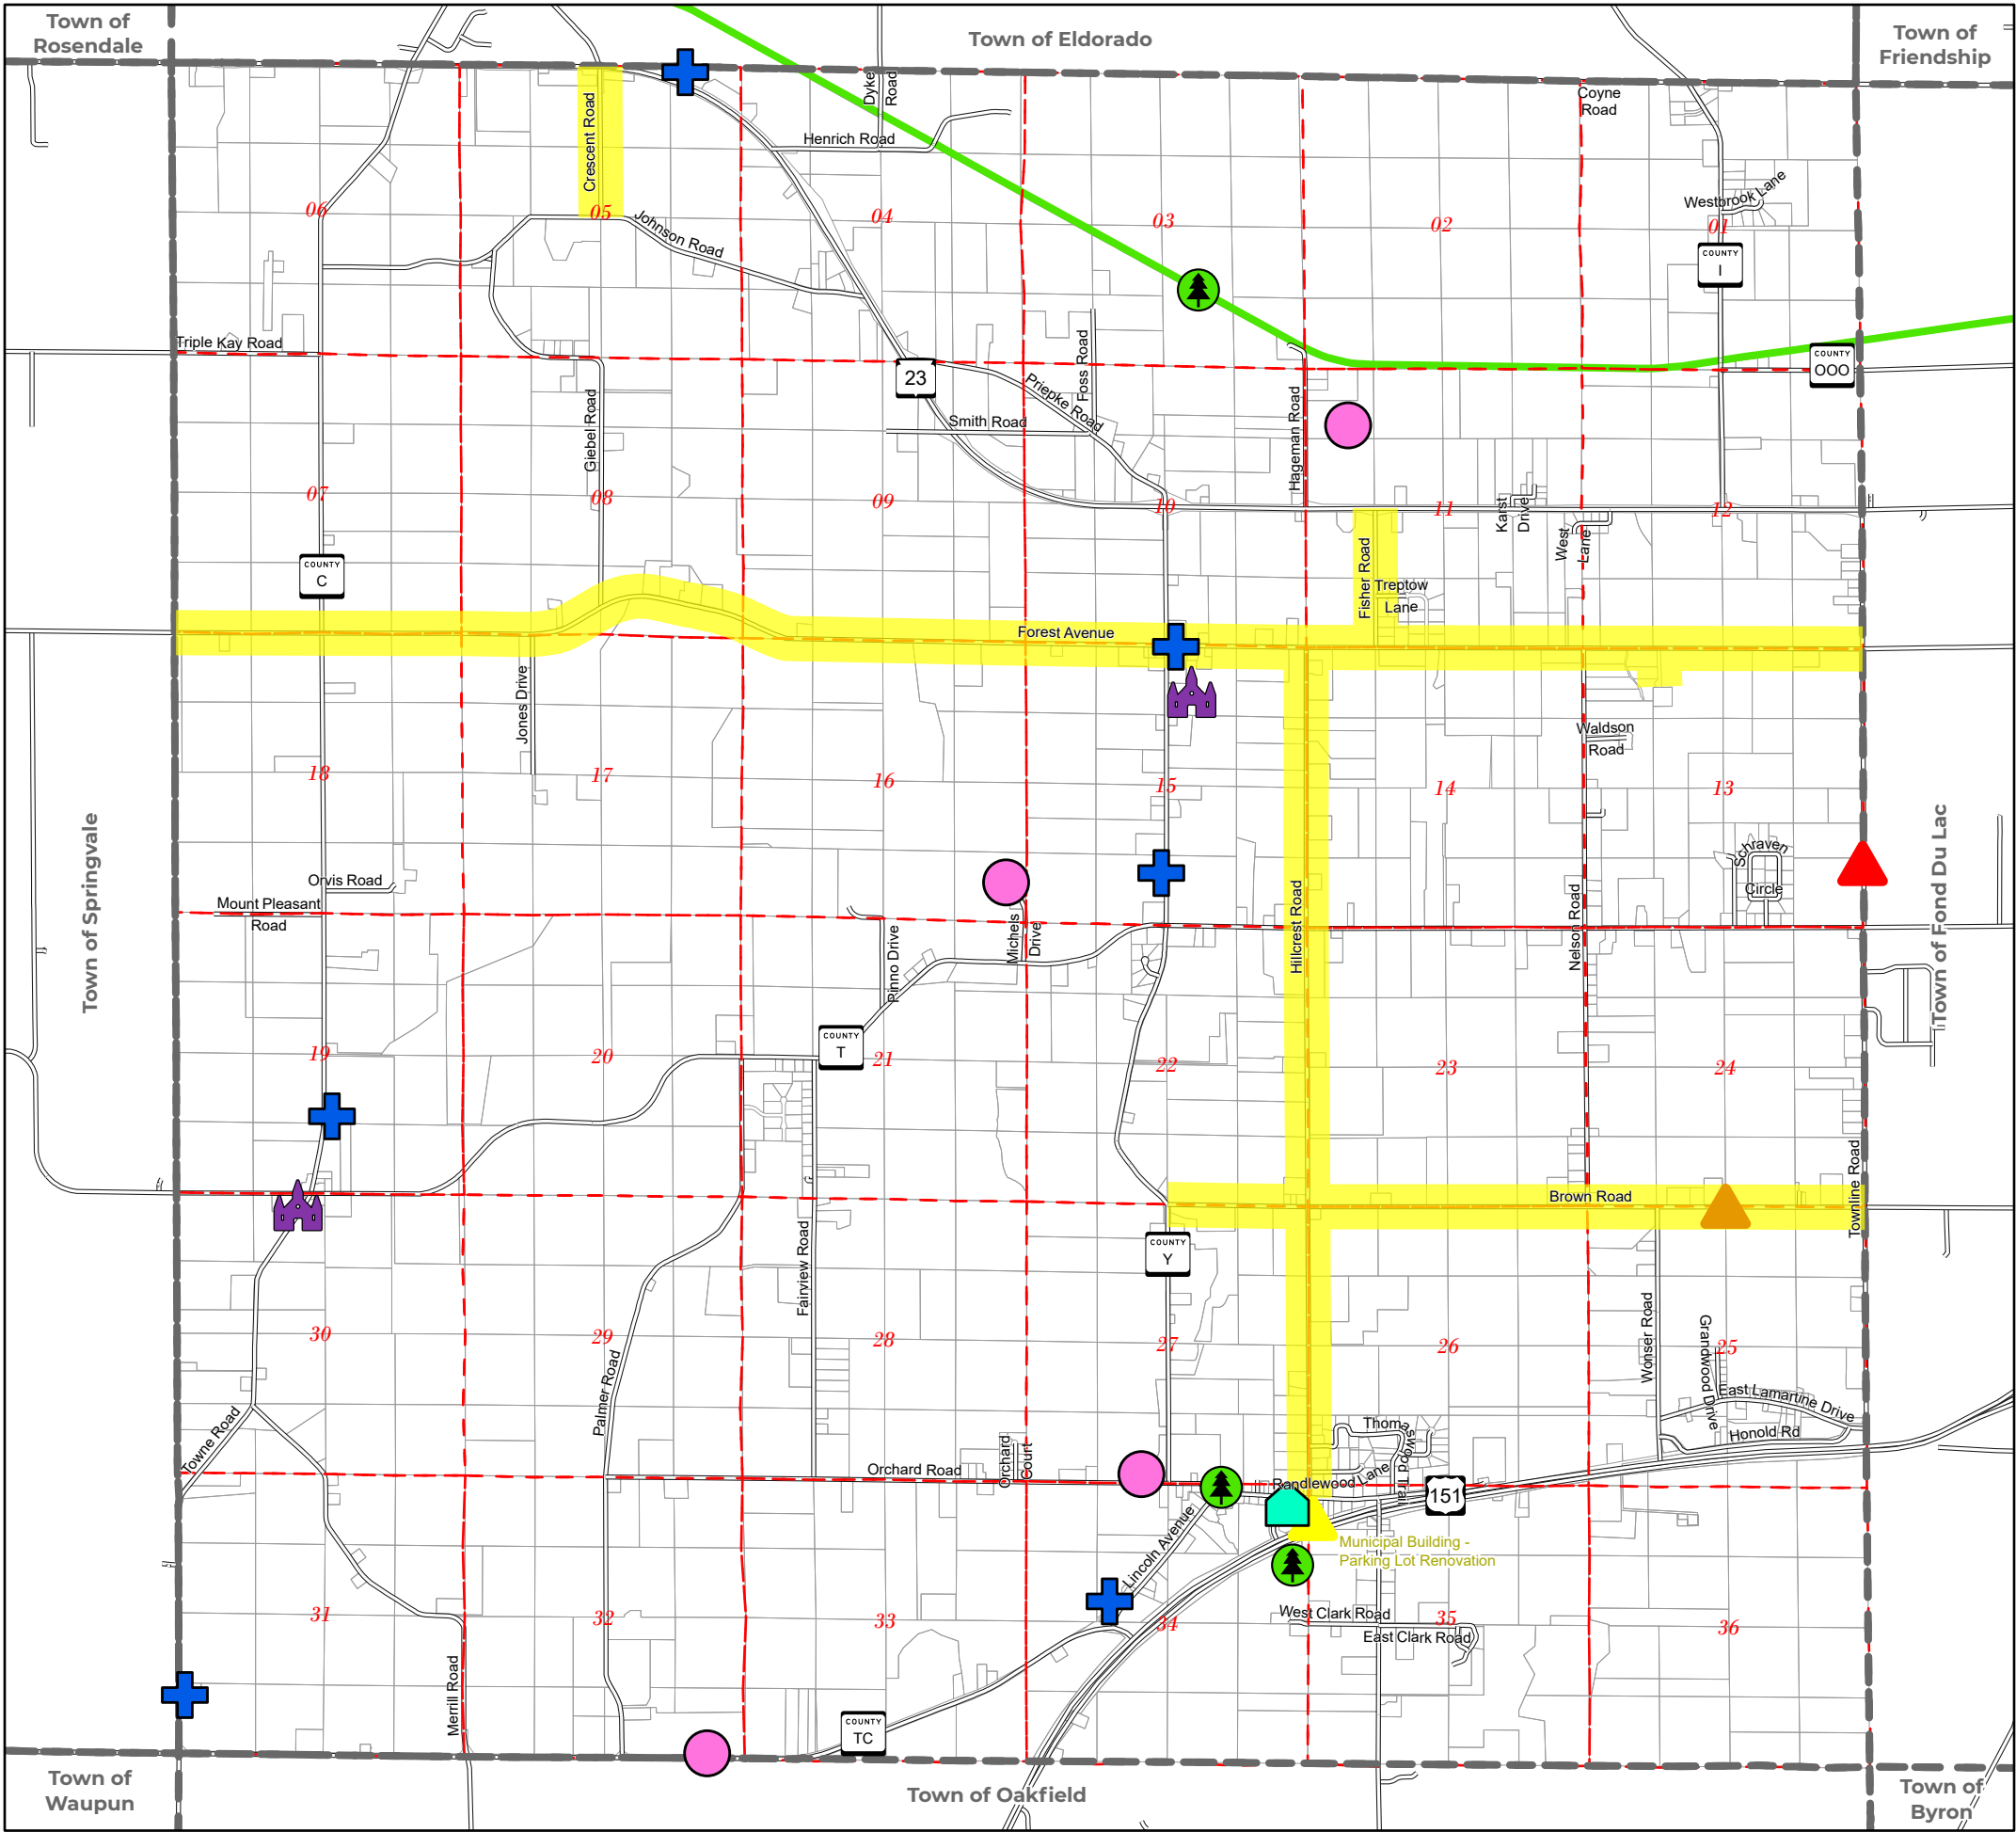 Town of
Rosendale
Town of Eldorado
Town of
Friendship
Dyke
Road
Coyne
Road
Crescent Road
Henrich Road
Westbrook Lane
06
05
04
03
02
01
Johnson Road
COUNTY
I
Triple Kay Road
COUNTY
OOO
23
Foss Road
Priepke Road
Smith Road
Giebel Road
Hageman Road
07
08
09
10
11
12
Karst
Drive
West
Lane
COUNTY
C
Fisher Road
Treptow
Lane
Forest Avenue
Jones Drive
Waldson
Road
18
17
16
15
14
13
Town of Springvale
Town of Fond Du Lac
Schraven
Circle
Orvis Road
Mount Pleasant
Road
Michels
Drive
Pinno Drive
Hillcrest Road
Nelson Road
COUNTY
T
19
20
21
22
23
24
Townline Road
Brown Road
Fairview Road
COUNTY
Y
30
29
28
27
26
25
Wonser Road
Grandwood Drive
East Lamartine Drive
Honold Rd
Palmer Road
Towne Road
Thomaswood Trail
Orchard
Court
Orchard Road
Randlewood Lane
151
Lincoln Avenue
Municipal Building -
Parking Lot Renovation
31
32
33
34
35
36
West Clark Road
East Clark Road
Merrill Road
COUNTY
TC
Town of
Waupun
Town of Oakfield
Town of
Byron